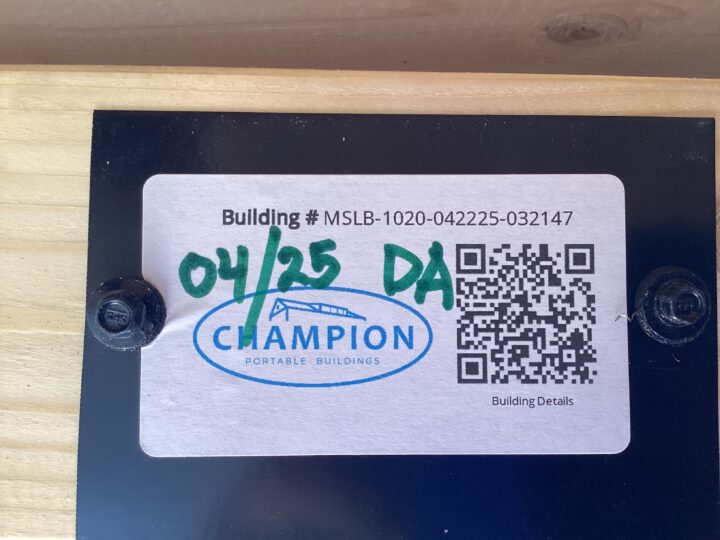 Building # MSLB-1020-042225-032147
04/25 DA
CHAMPION
PORTABLE BUILDINGS
Building Details